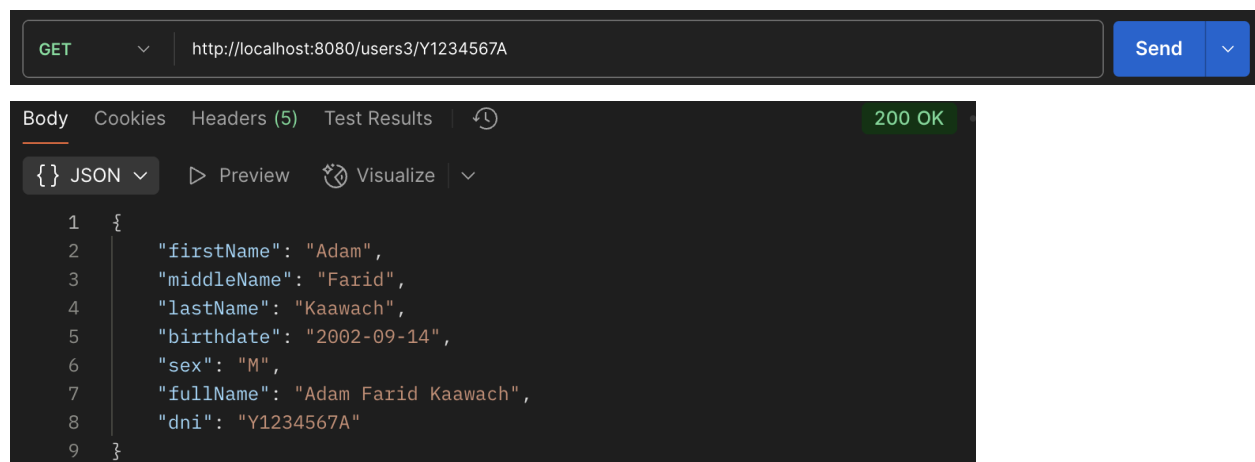 GET http://localhost:8080/users3/Y1234567A Send
Body Cookies Headers (5) Test Results 200 OK
{} JSON Preview Visualize
1 {
2 "firstName": "Adam",
3 "middleName": "Farid",
4 "lastName": "Kaawach",
5 "birthdate": "2002-09-14",
6 "sex": "M",
7 "fullName": "Adam Farid Kaawach",
8 "dni": "Y1234567A"
9 }